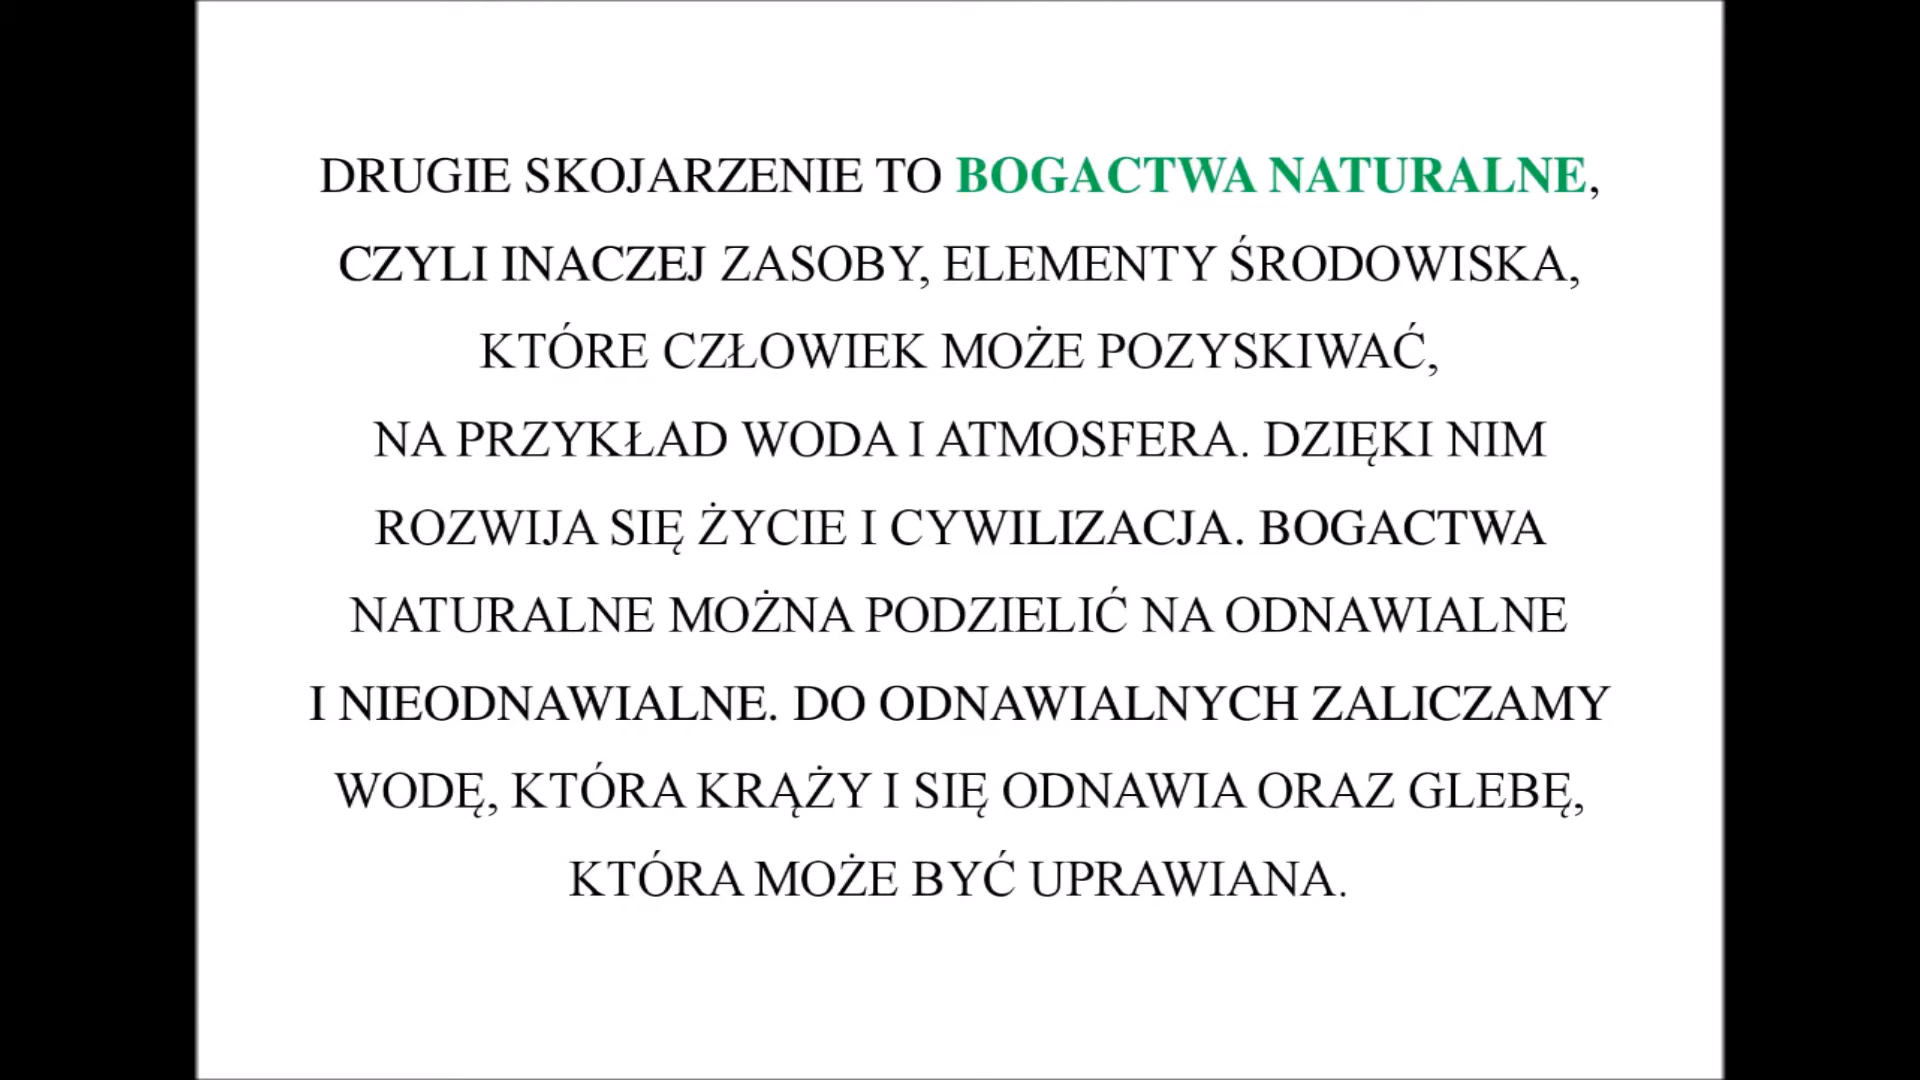 DRUGIE SKOJARZENIE TO BOGACTWA NATURALNE,
CZYLI INACZEJ ZASOBY, ELEMENTY ŚRODOWISKA,
KTÓRE CZŁOWIEK MOŻE POZYSKIWAĆ,
NA PRZYKŁAD WODA I ATMOSFERA. DZIĘKI NIM
ROZWIJA SIĘ ŻYCIE I CYWILIZACJA. BOGACTWA
NATURALNE MOŻNA PODZIELIĆ NA ODNAWIALNE
I NIEODNAWIALNE. DO ODNAWIALNYCH ZALICZAMY
WODĘ, KTÓRA KRĄŻY I SIĘ ODNAWIA ORAZ GLEBĘ,
KTÓRA MOŻE BYĆ UPRAWIANA.